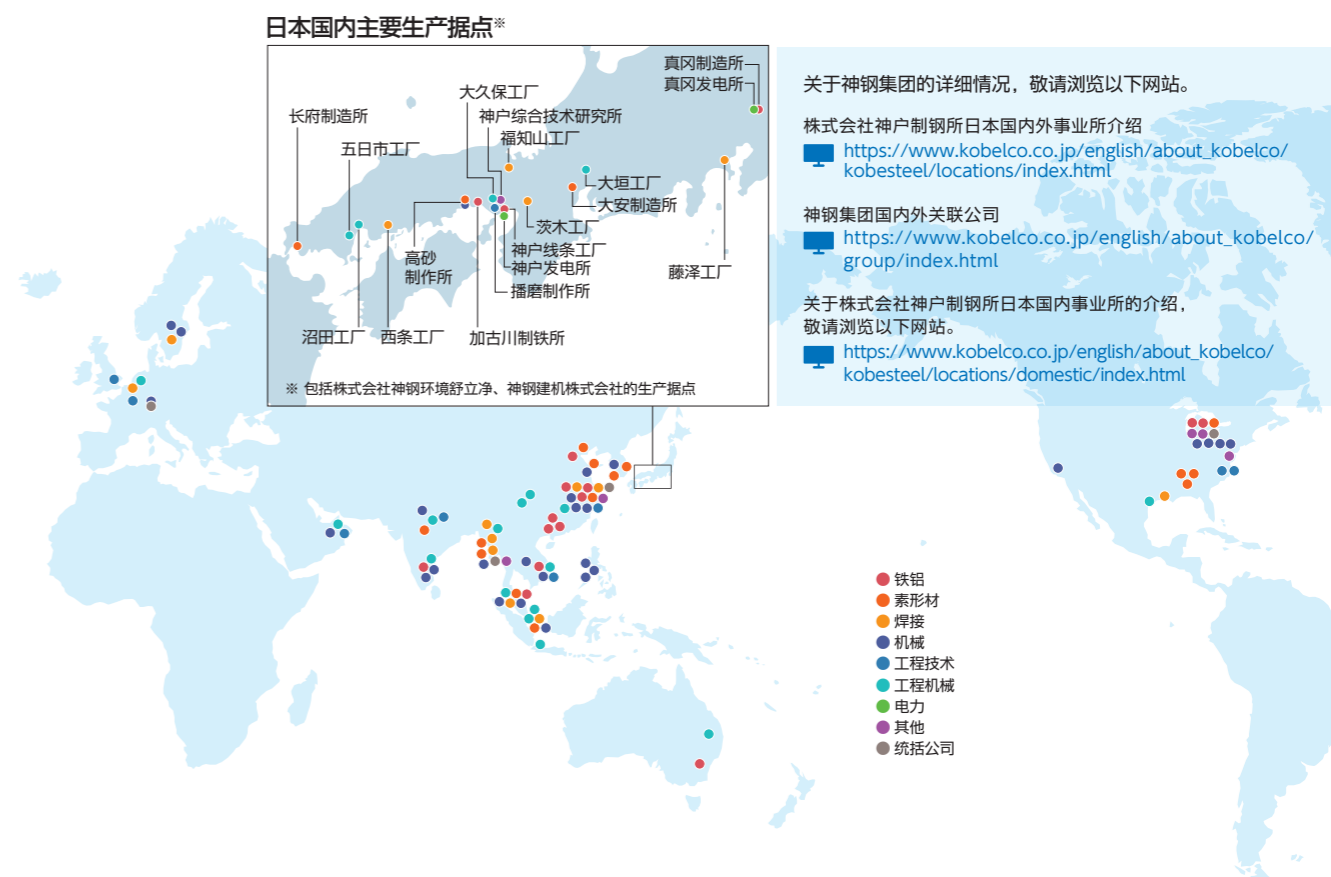 日本国内主要生产据点※
真冈制造所
真冈发电所
大久保工厂
长府制造所
神户综合技术研究所
福知山工厂
五日市工厂
大垣工厂
大安制造所
茨木工厂
神户线条工厂
高砂
制作所
神户发电所
藤泽工厂
播磨制作所
沼田工厂
西条工厂
加古川制铁所
※ 包括株式会社神钢环境舒立净、神钢建机株式会社的生产据点
关于神钢集团的详细情况，敬请浏览以下网站。
株式会社神户制钢所日本国内外事业所介绍
https://www.kobelco.co.jp/english/about_kobelco/
kobesteel/locations/index.html
神钢集团国内外关联公司
https://www.kobelco.co.jp/english/about_kobelco/
group/index.html
关于株式会社神户制钢所日本国内事业所的介绍，
敬请浏览以下网站。
https://www.kobelco.co.jp/english/about_kobelco/
kobesteel/locations/domestic/index.html
铁铝
素形材
焊接
机械
工程技术
工程机械
电力
其他
统括公司